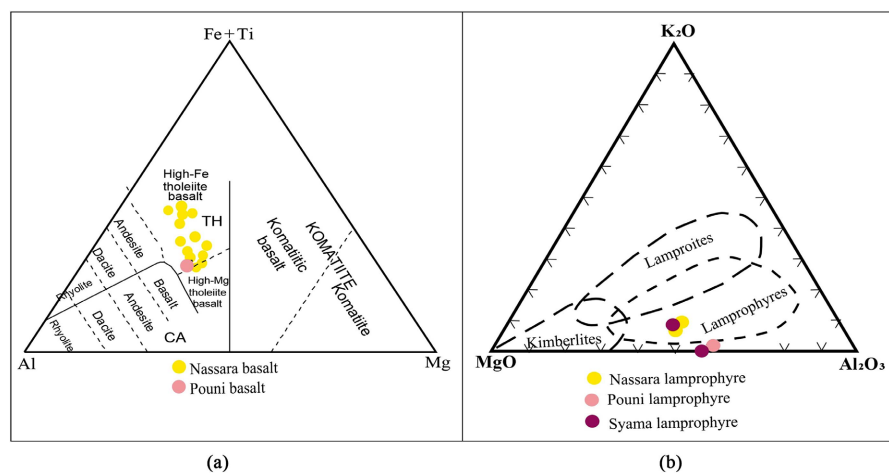 Fe+Ti
High-Fe
tholeiite
basalt
TH
Andesite
Dacite
Rhyolite
Basalt
Andesite
Dacite
Rhyolite
CA
High-Mg
tholeiite
basalt
Komatiitic
basalt
KOMATIITE
Komatiite
Al
Mg
Nassara basalt
Pouni basalt
(a)
K₂O
Lamproites
Lamprophyres
Kimberlites
MgO
Al₂O₃
Nassara lamprophyre
Pouni lamprophyre
Syama lamprophyre
(b)